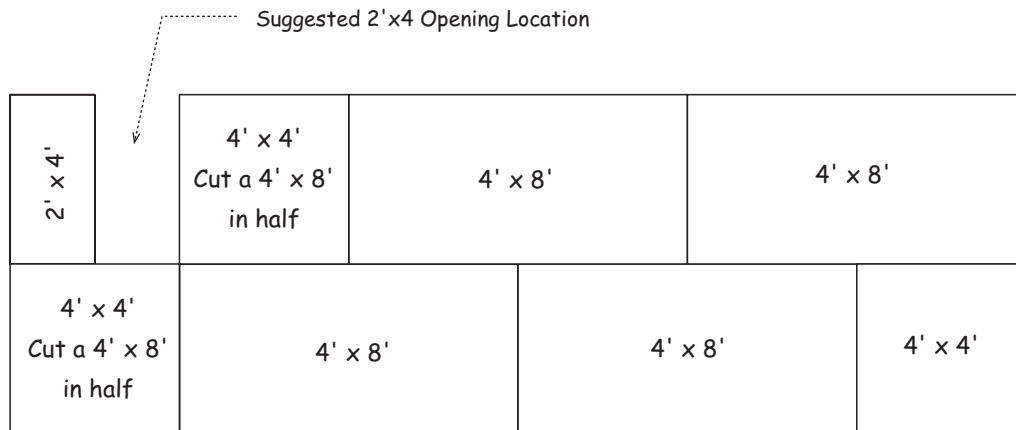 Suggested 2'x4 Opening Location
2' x 4'
4' x 4'
Cut a 4' x 8'
in half
4' x 8'
4' x 8'
4' x 4'
Cut a 4' x 8'
in half
4' x 8'
4' x 8'
4' x 4'